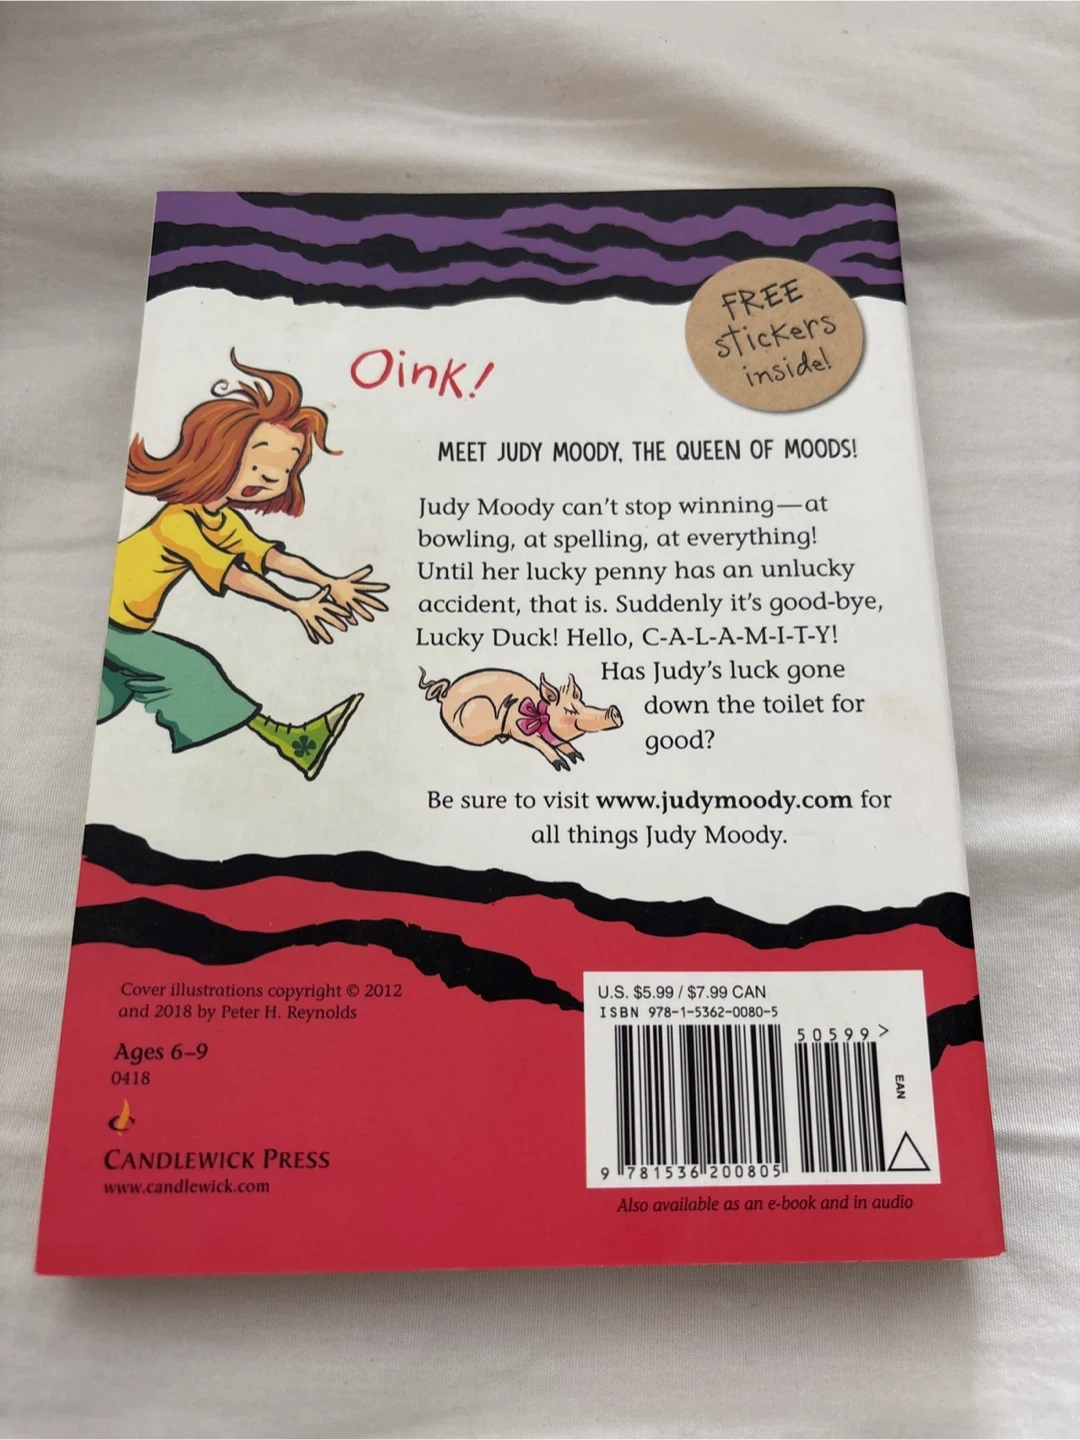 FREE
stickers
inside!
Oink!
MEET JUDY MOODY, THE QUEEN OF MOODS!
Judy Moody can't stop winning—at
bowling, at spelling, at everything!
Until her lucky penny has an unlucky
accident, that is. Suddenly it's good-bye,
Lucky Duck! Hello, C-A-L-A-M-I-T-Y!
Has Judy's luck gone
down the toilet for
good?
Be sure to visit www.judymoody.com for
all things Judy Moody.
Cover illustrations copyright © 2012
and 2018 by Peter H. Reynolds
Ages 6–9
0418
CANDLEWICK PRESS
www.candlewick.com
U.S. $5.99 / $7.99 CAN
ISBN 978-1-5362-0080-5
50599>
EAN
9 781536 200805
Also available as an e-book and in audio